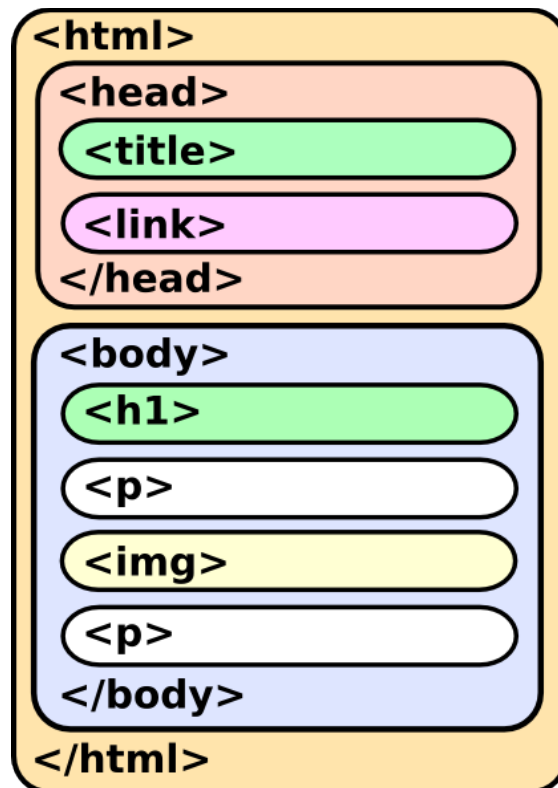 <html>
<head>
<title>
<link>
</head>
<body>
<h1>
<p>
<img>
<p>
</body>
</html>